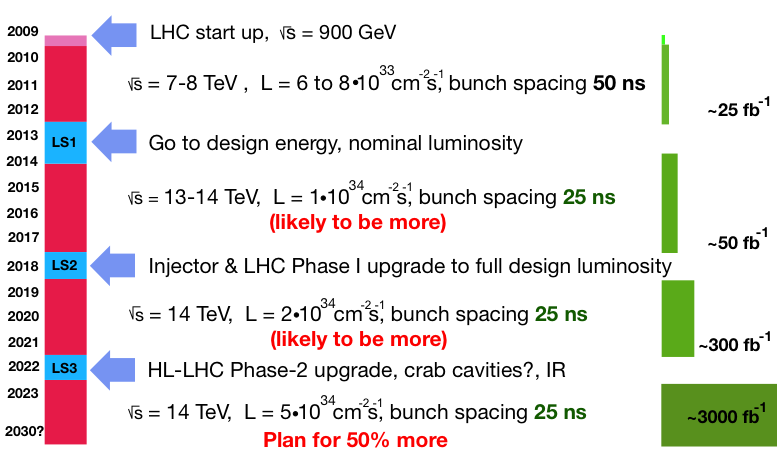 2009
LHC start up, √s = 900 GeV
2010
2011
√s = 7-8 TeV , L = 6 to 8•10³³cm⁻²s⁻¹, bunch spacing 50 ns
2012
~25 fb⁻¹
2013
LS1
Go to design energy, nominal luminosity
2014
2015
√s = 13-14 TeV, L = 1•10³⁴cm⁻²s⁻¹, bunch spacing 25 ns
2016
(likely to be more)
2017
~50 fb⁻¹
2018
LS2
Injector & LHC Phase I upgrade to full design luminosity
2019
2020
√s = 14 TeV, L = 2•10³⁴cm⁻²s⁻¹, bunch spacing 25 ns
2021
(likely to be more)
~300 fb⁻¹
2022
LS3
HL-LHC Phase-2 upgrade, crab cavities?, IR
2023
√s = 14 TeV, L = 5•10³⁴cm⁻²s⁻¹, bunch spacing 25 ns
~3000 fb⁻¹
2030?
Plan for 50% more